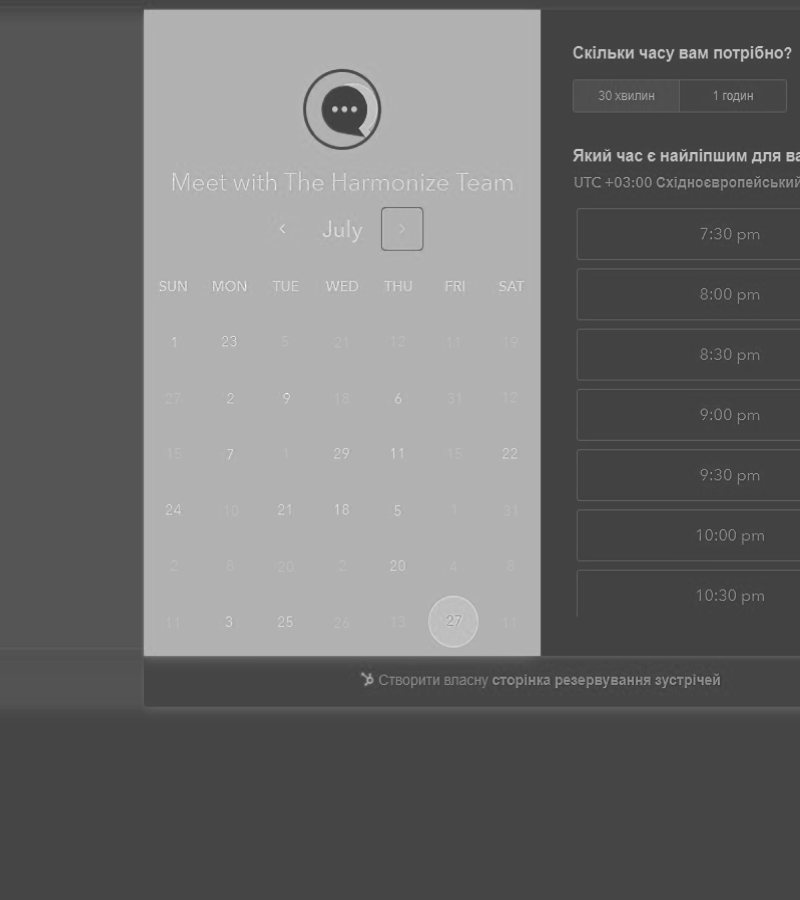 Meet with The Harmonize Team
July
SUN MON TUE WED THU FRI SAT
1 23 5 21 12 11 19
27 2 9 18 6 31 12
15 7 1 29 11 15 22
24 10 21 18 5 1 31
2 8 20 2 20 4 8
11 3 25 26 13 27 11
Скільки часу вам потрібно?
30 хвилин 1 годин
Який час є найліпшим для ва
UTC +03:00 Східноєвропейський
7:30 pm
8:00 pm
8:30 pm
9:00 pm
9:30 pm
10:00 pm
10:30 pm
Створити власну сторінка резервування зустрічей